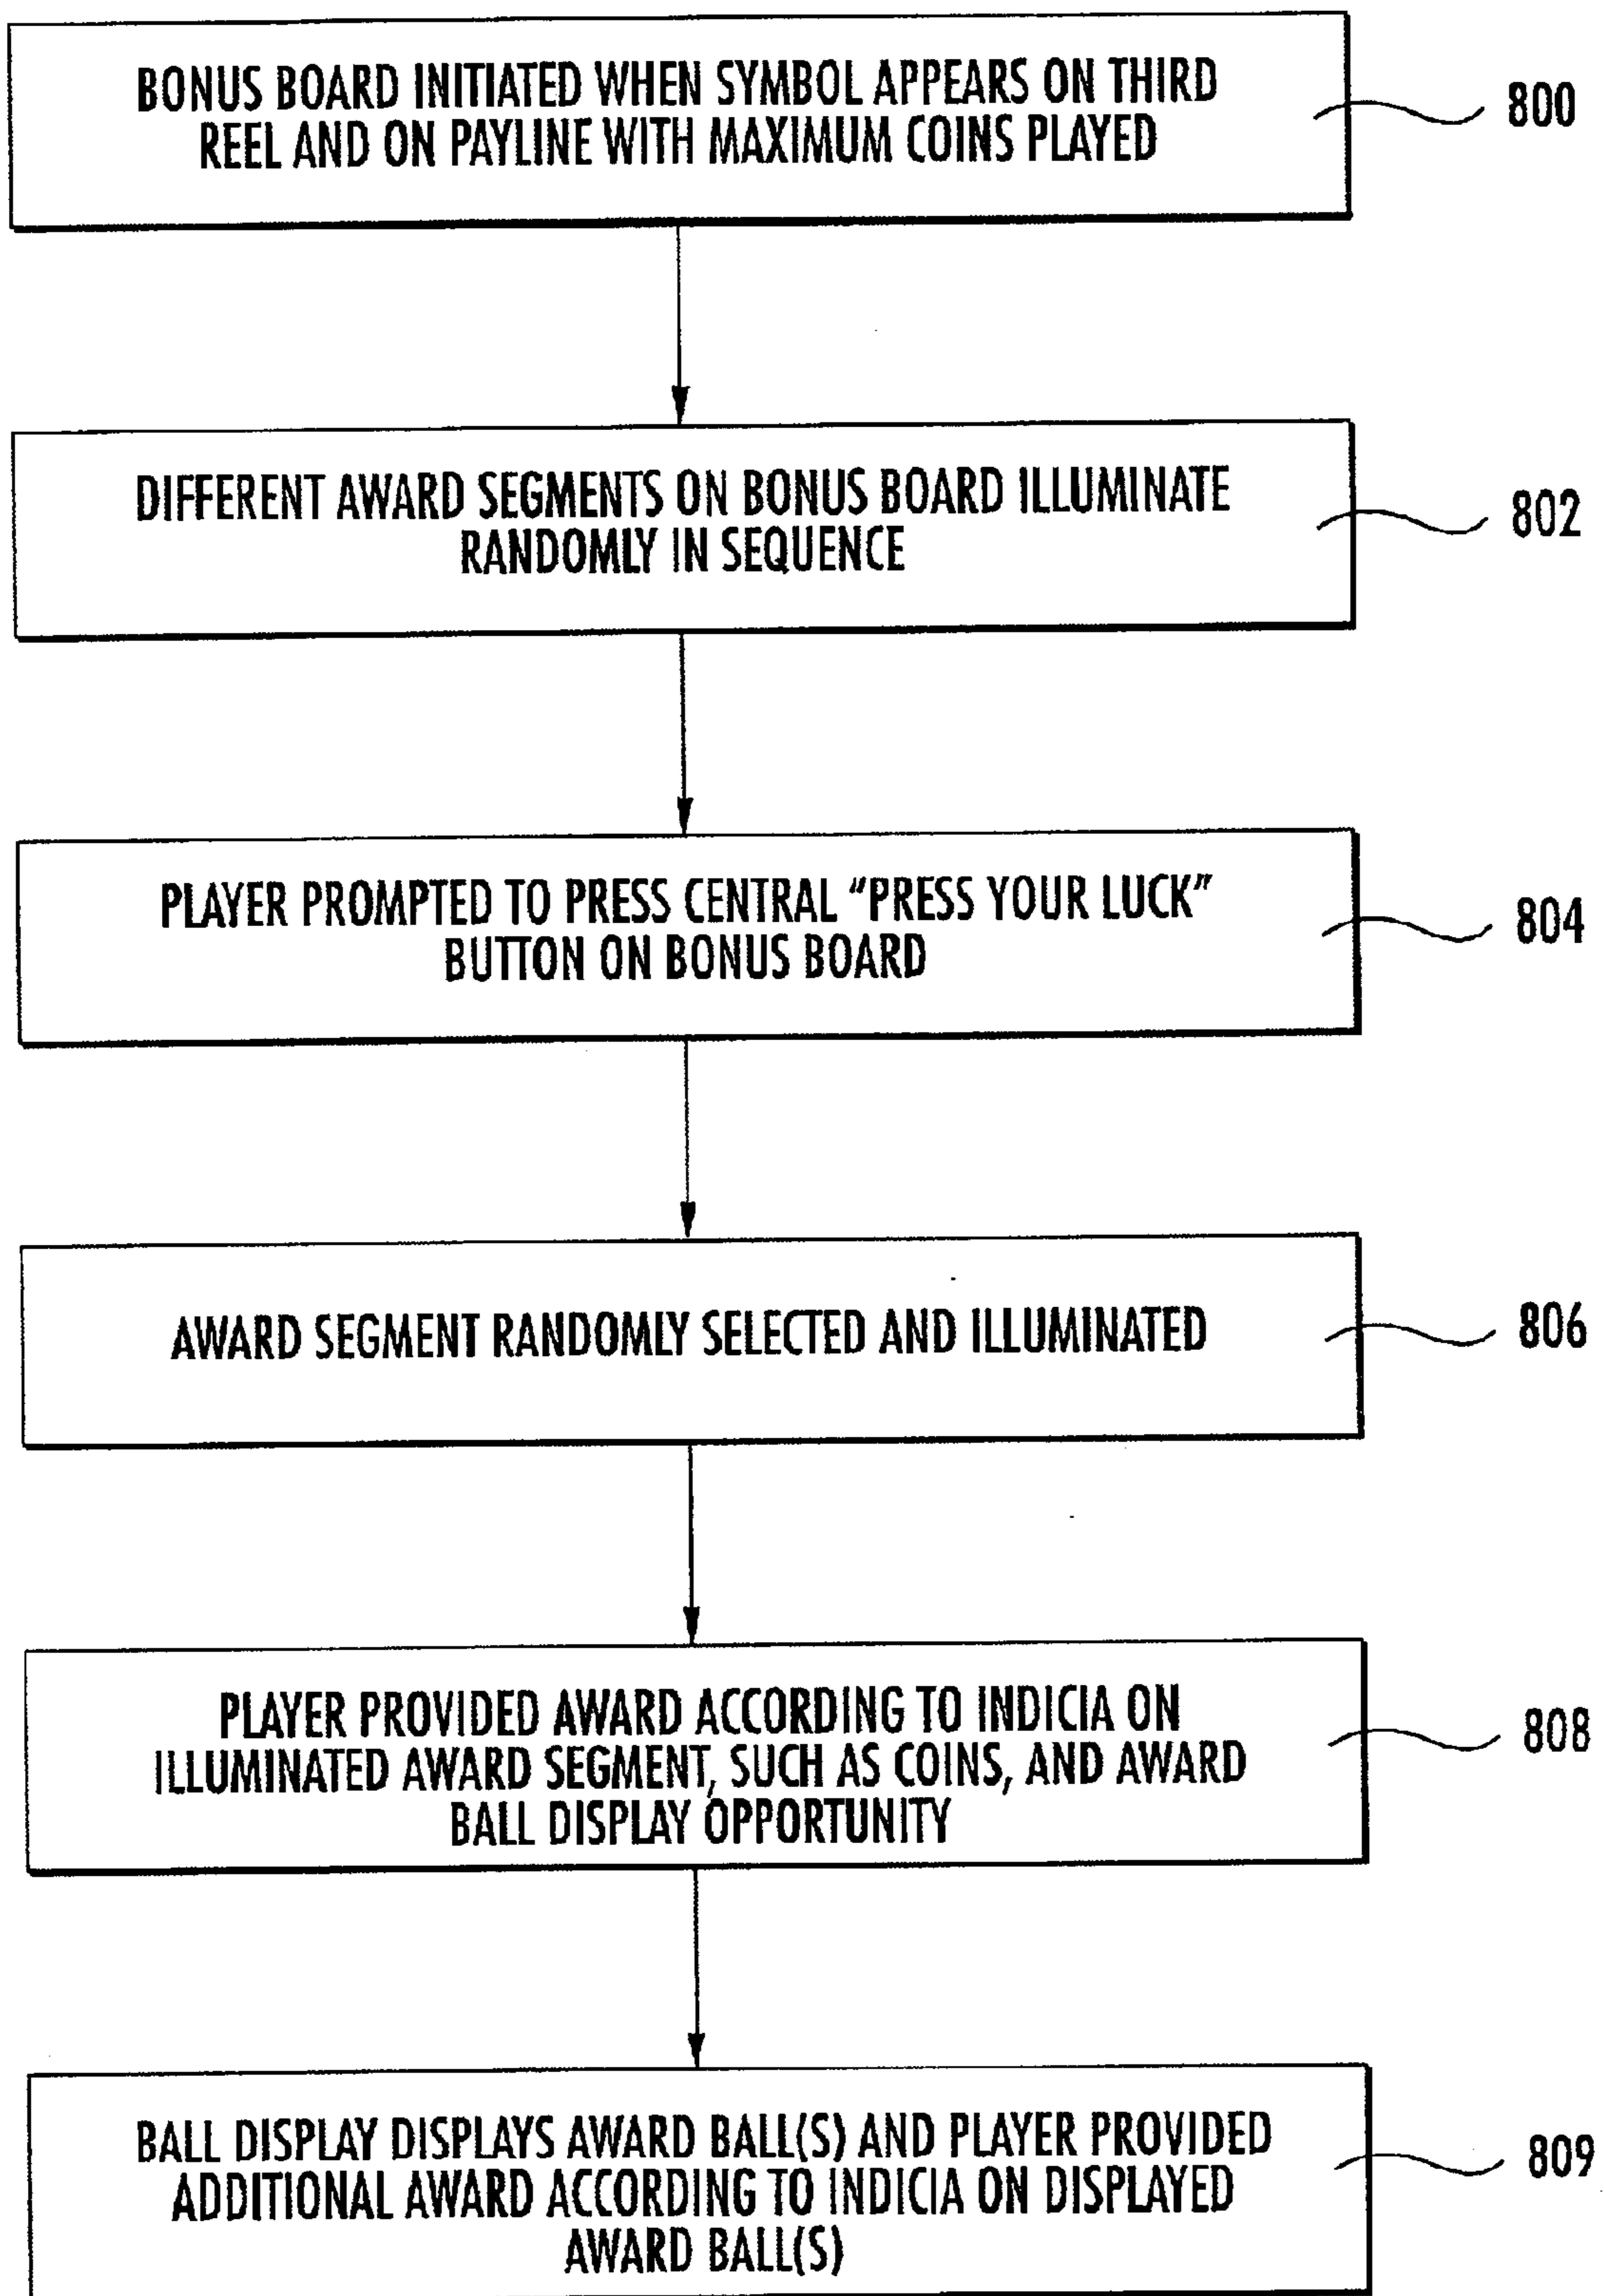 BONUS BOARD INITIATED WHEN SYMBOL APPEARS ON THIRD
REEL AND ON PAYLINE WITH MAXIMUM COINS PLAYED
800
DIFFERENT AWARD SEGMENTS ON BONUS BOARD ILLUMINATE
RANDOMLY IN SEQUENCE
802
PLAYER PROMPTED TO PRESS CENTRAL "PRESS YOUR LUCK"
BUTTON ON BONUS BOARD
804
AWARD SEGMENT RANDOMLY SELECTED AND ILLUMINATED
806
PLAYER PROVIDED AWARD ACCORDING TO INDICIA ON
ILLUMINATED AWARD SEGMENT, SUCH AS COINS, AND AWARD
BALL DISPLAY OPPORTUNITY
808
BALL DISPLAY DISPLAYS AWARD BALL(S) AND PLAYER PROVIDED
ADDITIONAL AWARD ACCORDING TO INDICIA ON DISPLAYED
AWARD BALL(S)
809